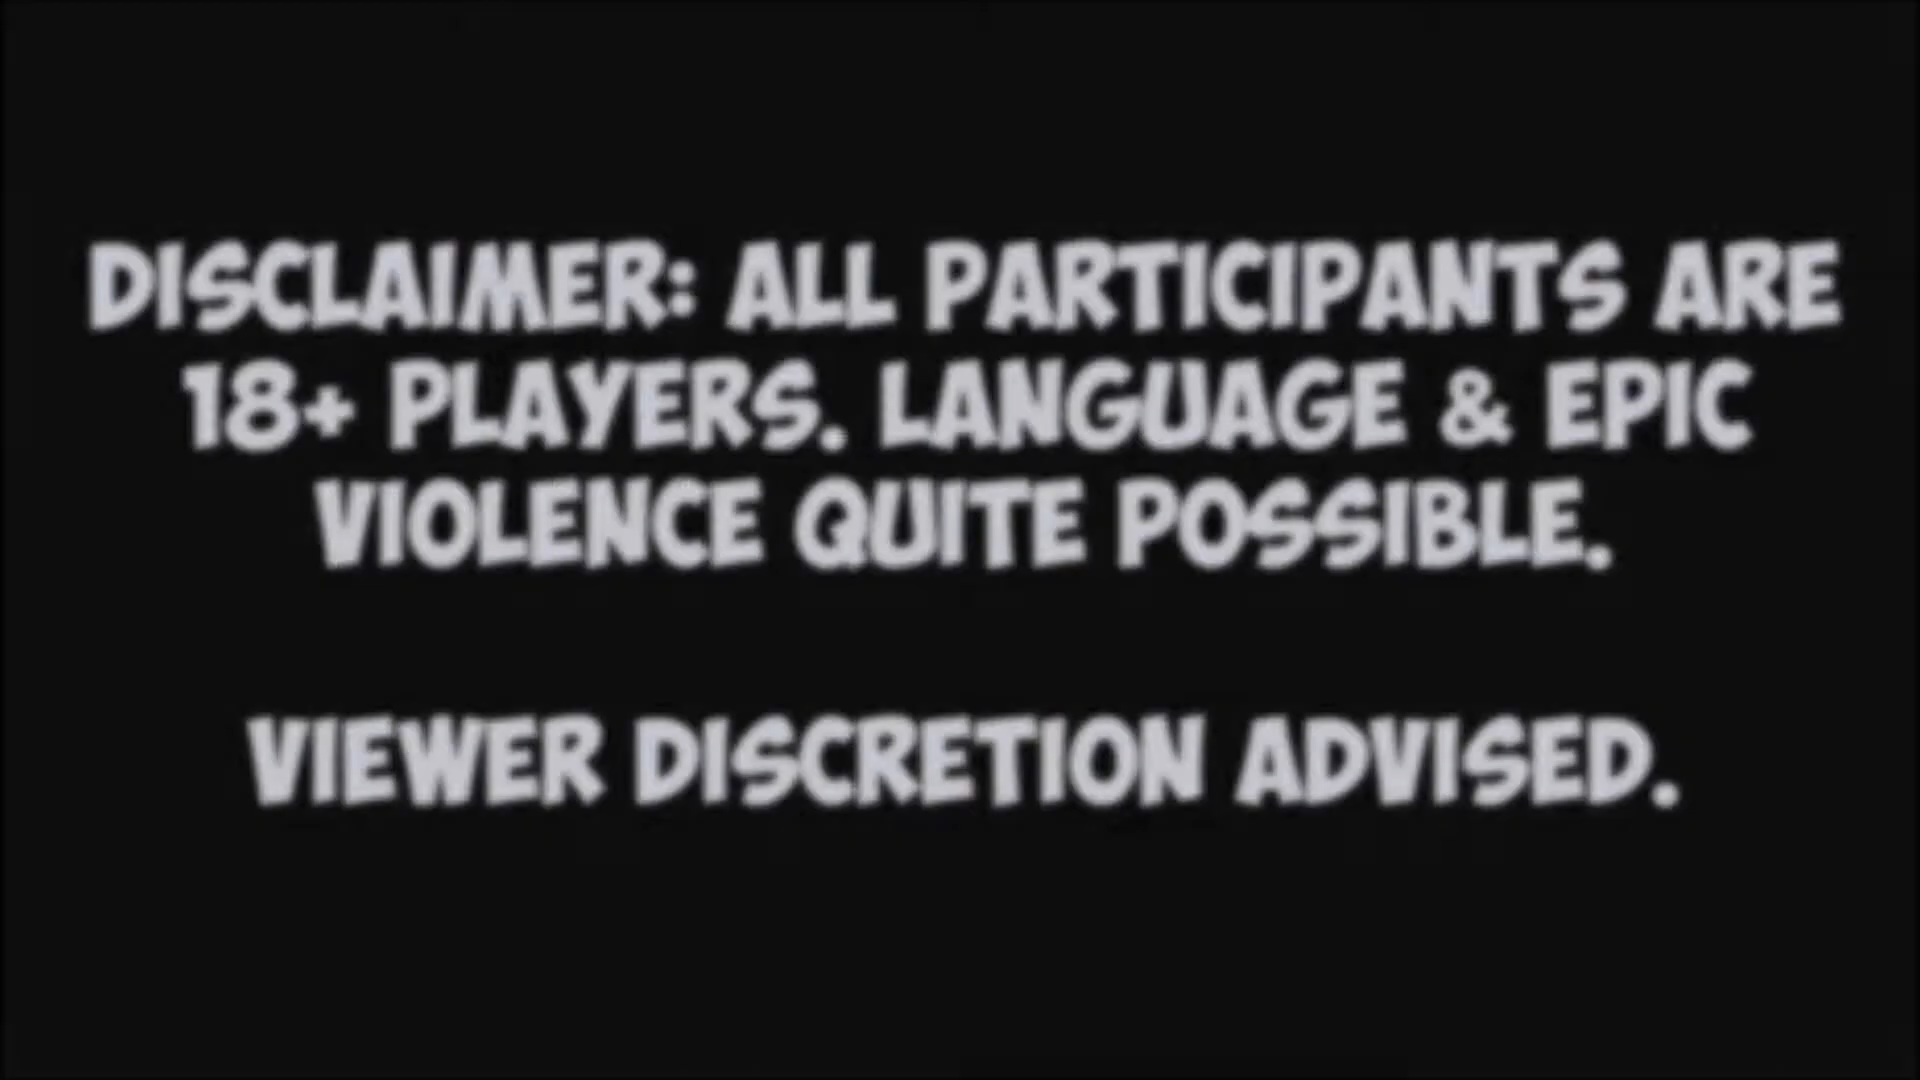 DISCLAIMER: ALL PARTICIPANTS ARE
18+ PLAYERS. LANGUAGE & EPIC
VIOLENCE QUITE POSSIBLE.
VIEWER DISCRETION ADVISED.